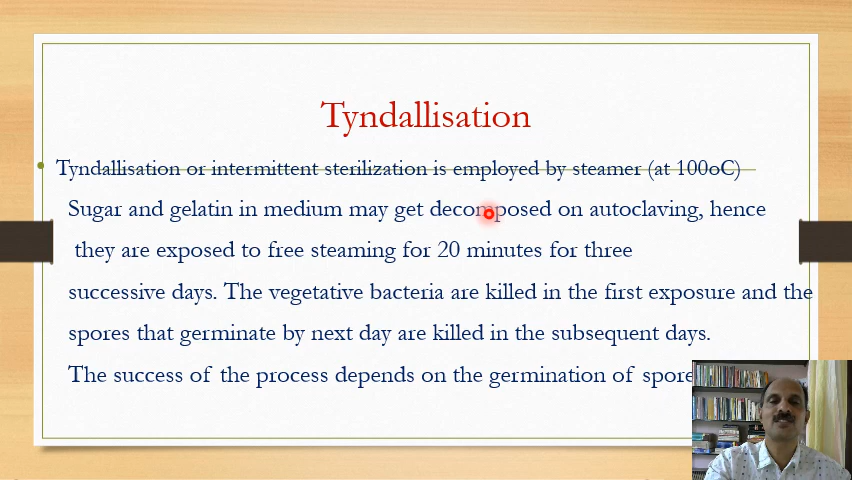 Tyndallisation
Tyndallisation or intermittent sterilization is employed by steamer (at 100oC)
Sugar and gelatin in medium may get decomposed on autoclaving, hence
they are exposed to free steaming for 20 minutes for three
successive days. The vegetative bacteria are killed in the first exposure and the
spores that germinate by next day are killed in the subsequent days.
The success of the process depends on the germination of spore